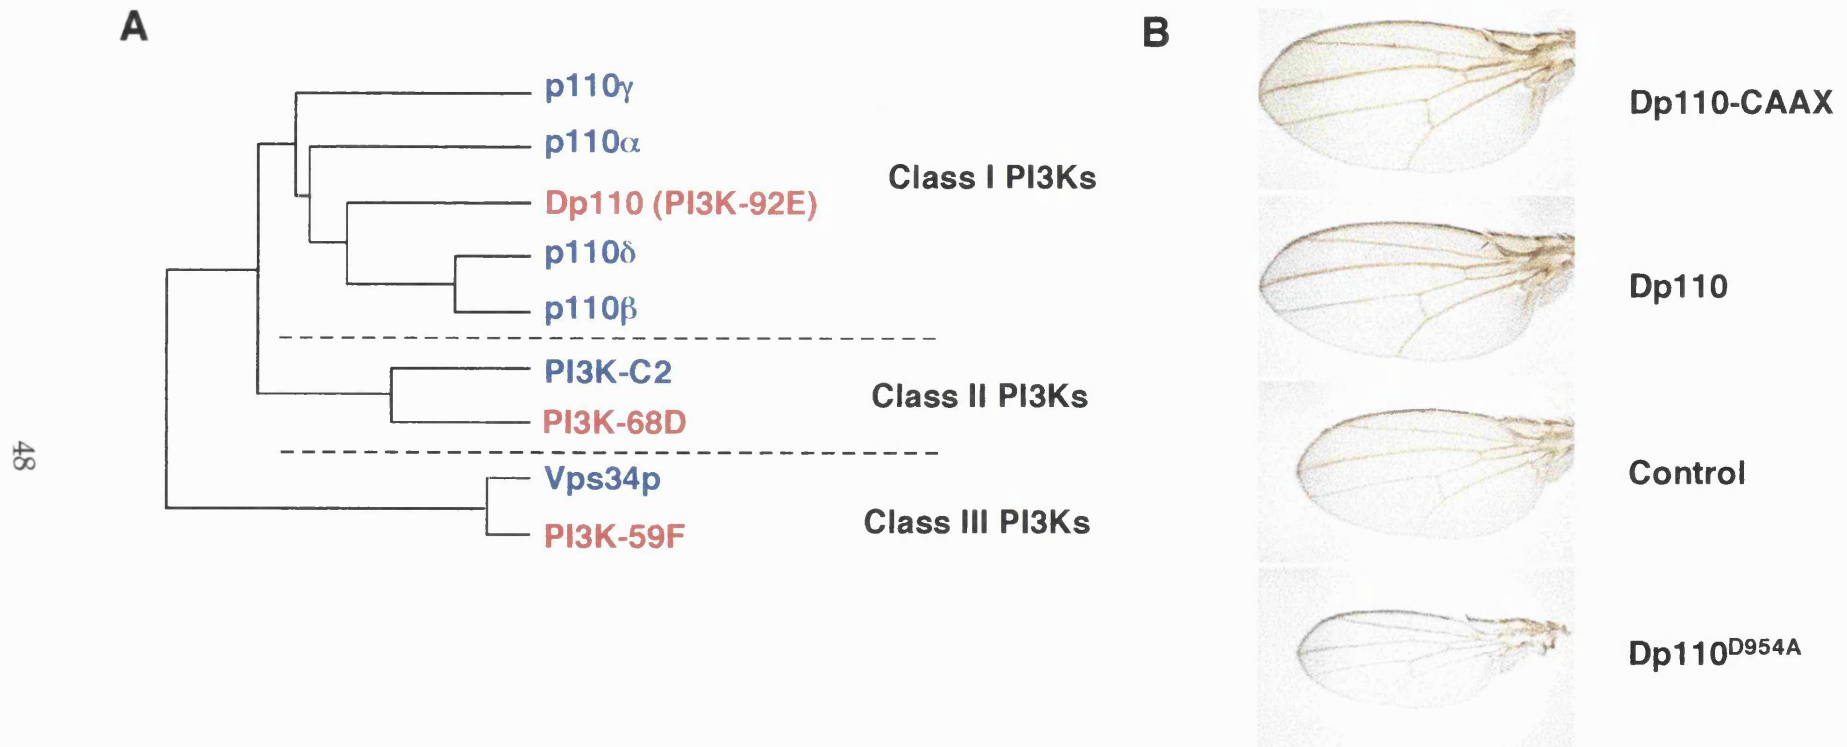 A
p110γ
p110α
Dp110 (PI3K-92E)
p110δ
p110β
Class I PI3Ks
PI3K-C2
PI3K-68D
Class II PI3Ks
Vps34p
PI3K-59F
Class III PI3Ks
B
Dp110-CAAX
Dp110
Control
Dp110D954A
48